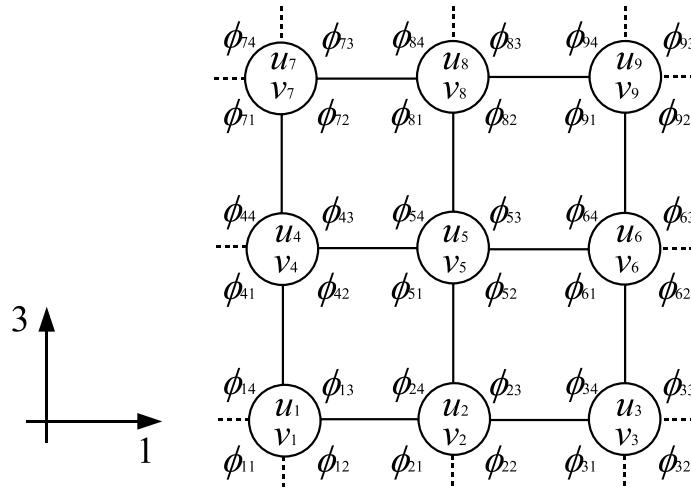 ϕ74 ϕ73 ϕ84 ϕ83 ϕ94 ϕ93
u7 u8 u9
v7 v8 v9
ϕ71 ϕ72 ϕ81 ϕ82 ϕ91 ϕ92
ϕ44 ϕ43 ϕ54 ϕ53 ϕ64 ϕ63
u4 u5 u6
v4 v5 v6
ϕ41 ϕ42 ϕ51 ϕ52 ϕ61 ϕ62
3
ϕ14 ϕ13 ϕ24 ϕ23 ϕ34 ϕ33
u1 u2 u3
v1 v2 v3
1
ϕ11 ϕ12 ϕ21 ϕ22 ϕ31 ϕ32